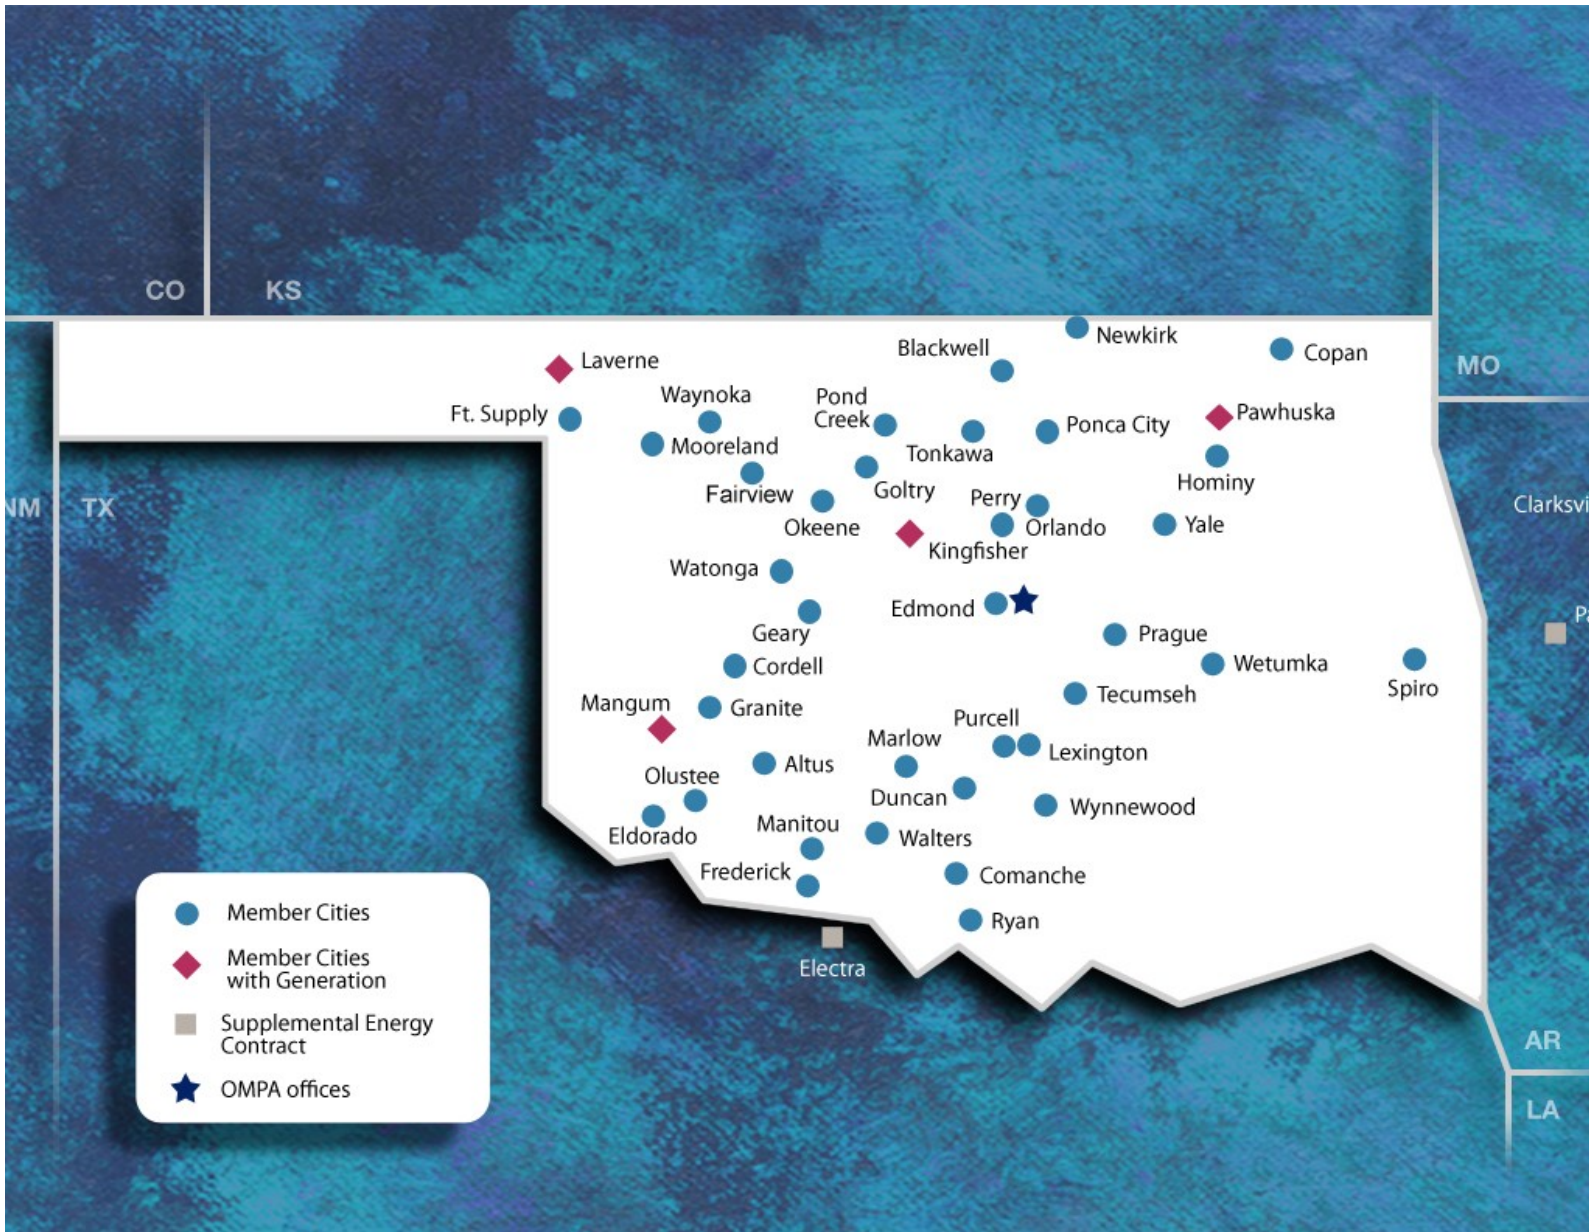 CO
KS
MO
NM
TX
AR
LA
Newkirk
Blackwell
Copan
Laverne
Waynoka
Pond
Creek
Ft. Supply
Ponca City
Pawhuska
Mooreland
Tonkawa
Fairview
Goltry
Perry
Hominy
Okeene
Orlando
Yale
Clarksvi
Kingfisher
Watonga
Edmond
Geary
Prague
Pa
Cordell
Wetumka
Spiro
Mangum
Granite
Tecumseh
Purcell
Marlow
Lexington
Olustee
Altus
Duncan
Wynnewood
Eldorado
Manitou
Walters
Frederick
Comanche
Ryan
Electra
Member Cities
Member Cities
with Generation
Supplemental Energy
Contract
OMPA offices